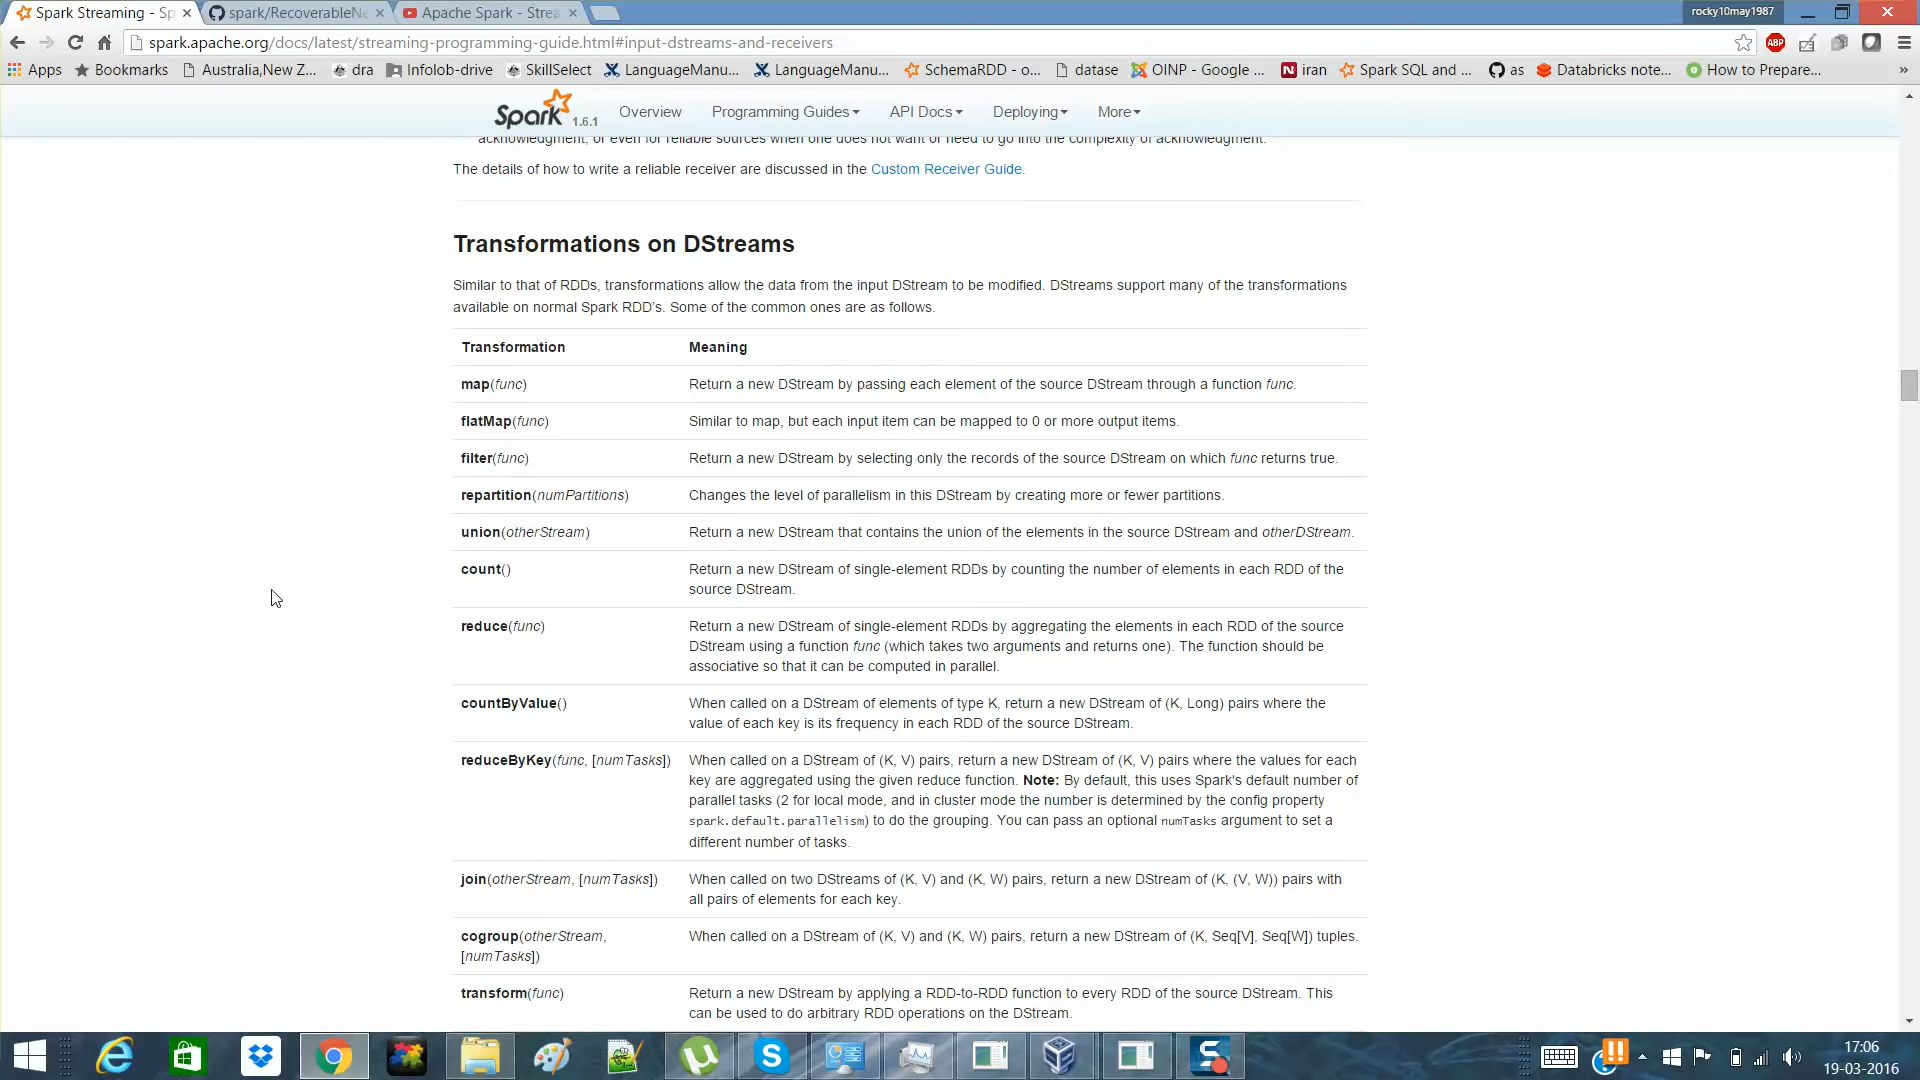 Spark Streaming - Sp
spark/RecoverableNe
Apache Spark - Strea
rocky10may1987
spark.apache.org/docs/latest/streaming-programming-guide.html#input-dstreams-and-receivers
ABP
Apps
Bookmarks
Australia,New Z...
dra
Infolob-drive
SkillSelect
LanguageManu...
LanguageManu...
SchemaRDD - o...
datase
OINP - Google ...
iran
Spark SQL and ...
as
Databricks note...
How to Prepare...
»
Spark 1.6.1
Overview
Programming Guides
API Docs
Deploying
More
acknowledgment, or even for reliable sources when one does not want or need to go into the complexity of acknowledgment.
The details of how to write a reliable receiver are discussed in the Custom Receiver Guide.
Transformations on DStreams
Similar to that of RDDs, transformations allow the data from the input DStream to be modified. DStreams support many of the transformations
available on normal Spark RDD's. Some of the common ones are as follows.
Transformation Meaning
map(func) Return a new DStream by passing each element of the source DStream through a function func.
flatMap(func) Similar to map, but each input item can be mapped to 0 or more output items.
filter(func) Return a new DStream by selecting only the records of the source DStream on which func returns true.
repartition(numPartitions) Changes the level of parallelism in this DStream by creating more or fewer partitions.
union(otherStream) Return a new DStream that contains the union of the elements in the source DStream and otherDStream.
count() Return a new DStream of single-element RDDs by counting the number of elements in each RDD of the
source DStream.
reduce(func) Return a new DStream of single-element RDDs by aggregating the elements in each RDD of the source
DStream using a function func (which takes two arguments and returns one). The function should be
associative so that it can be computed in parallel.
countByValue() When called on a DStream of elements of type K, return a new DStream of (K, Long) pairs where the
value of each key is its frequency in each RDD of the source DStream.
reduceByKey(func, [numTasks]) When called on a DStream of (K, V) pairs, return a new DStream of (K, V) pairs where the values for each
key are aggregated using the given reduce function. Note: By default, this uses Spark's default number of
parallel tasks (2 for local mode, and in cluster mode the number is determined by the config property
spark.default.parallelism) to do the grouping. You can pass an optional numTasks argument to set a
different number of tasks.
join(otherStream, [numTasks]) When called on two DStreams of (K, V) and (K, W) pairs, return a new DStream of (K, (V, W)) pairs with
all pairs of elements for each key.
cogroup(otherStream, When called on a DStream of (K, V) and (K, W) pairs, return a new DStream of (K, Seq[V], Seq[W]) tuples.
[numTasks])
transform(func) Return a new DStream by applying a RDD-to-RDD function to every RDD of the source DStream. This
can be used to do arbitrary RDD operations on the DStream.
17:06
19-03-2016